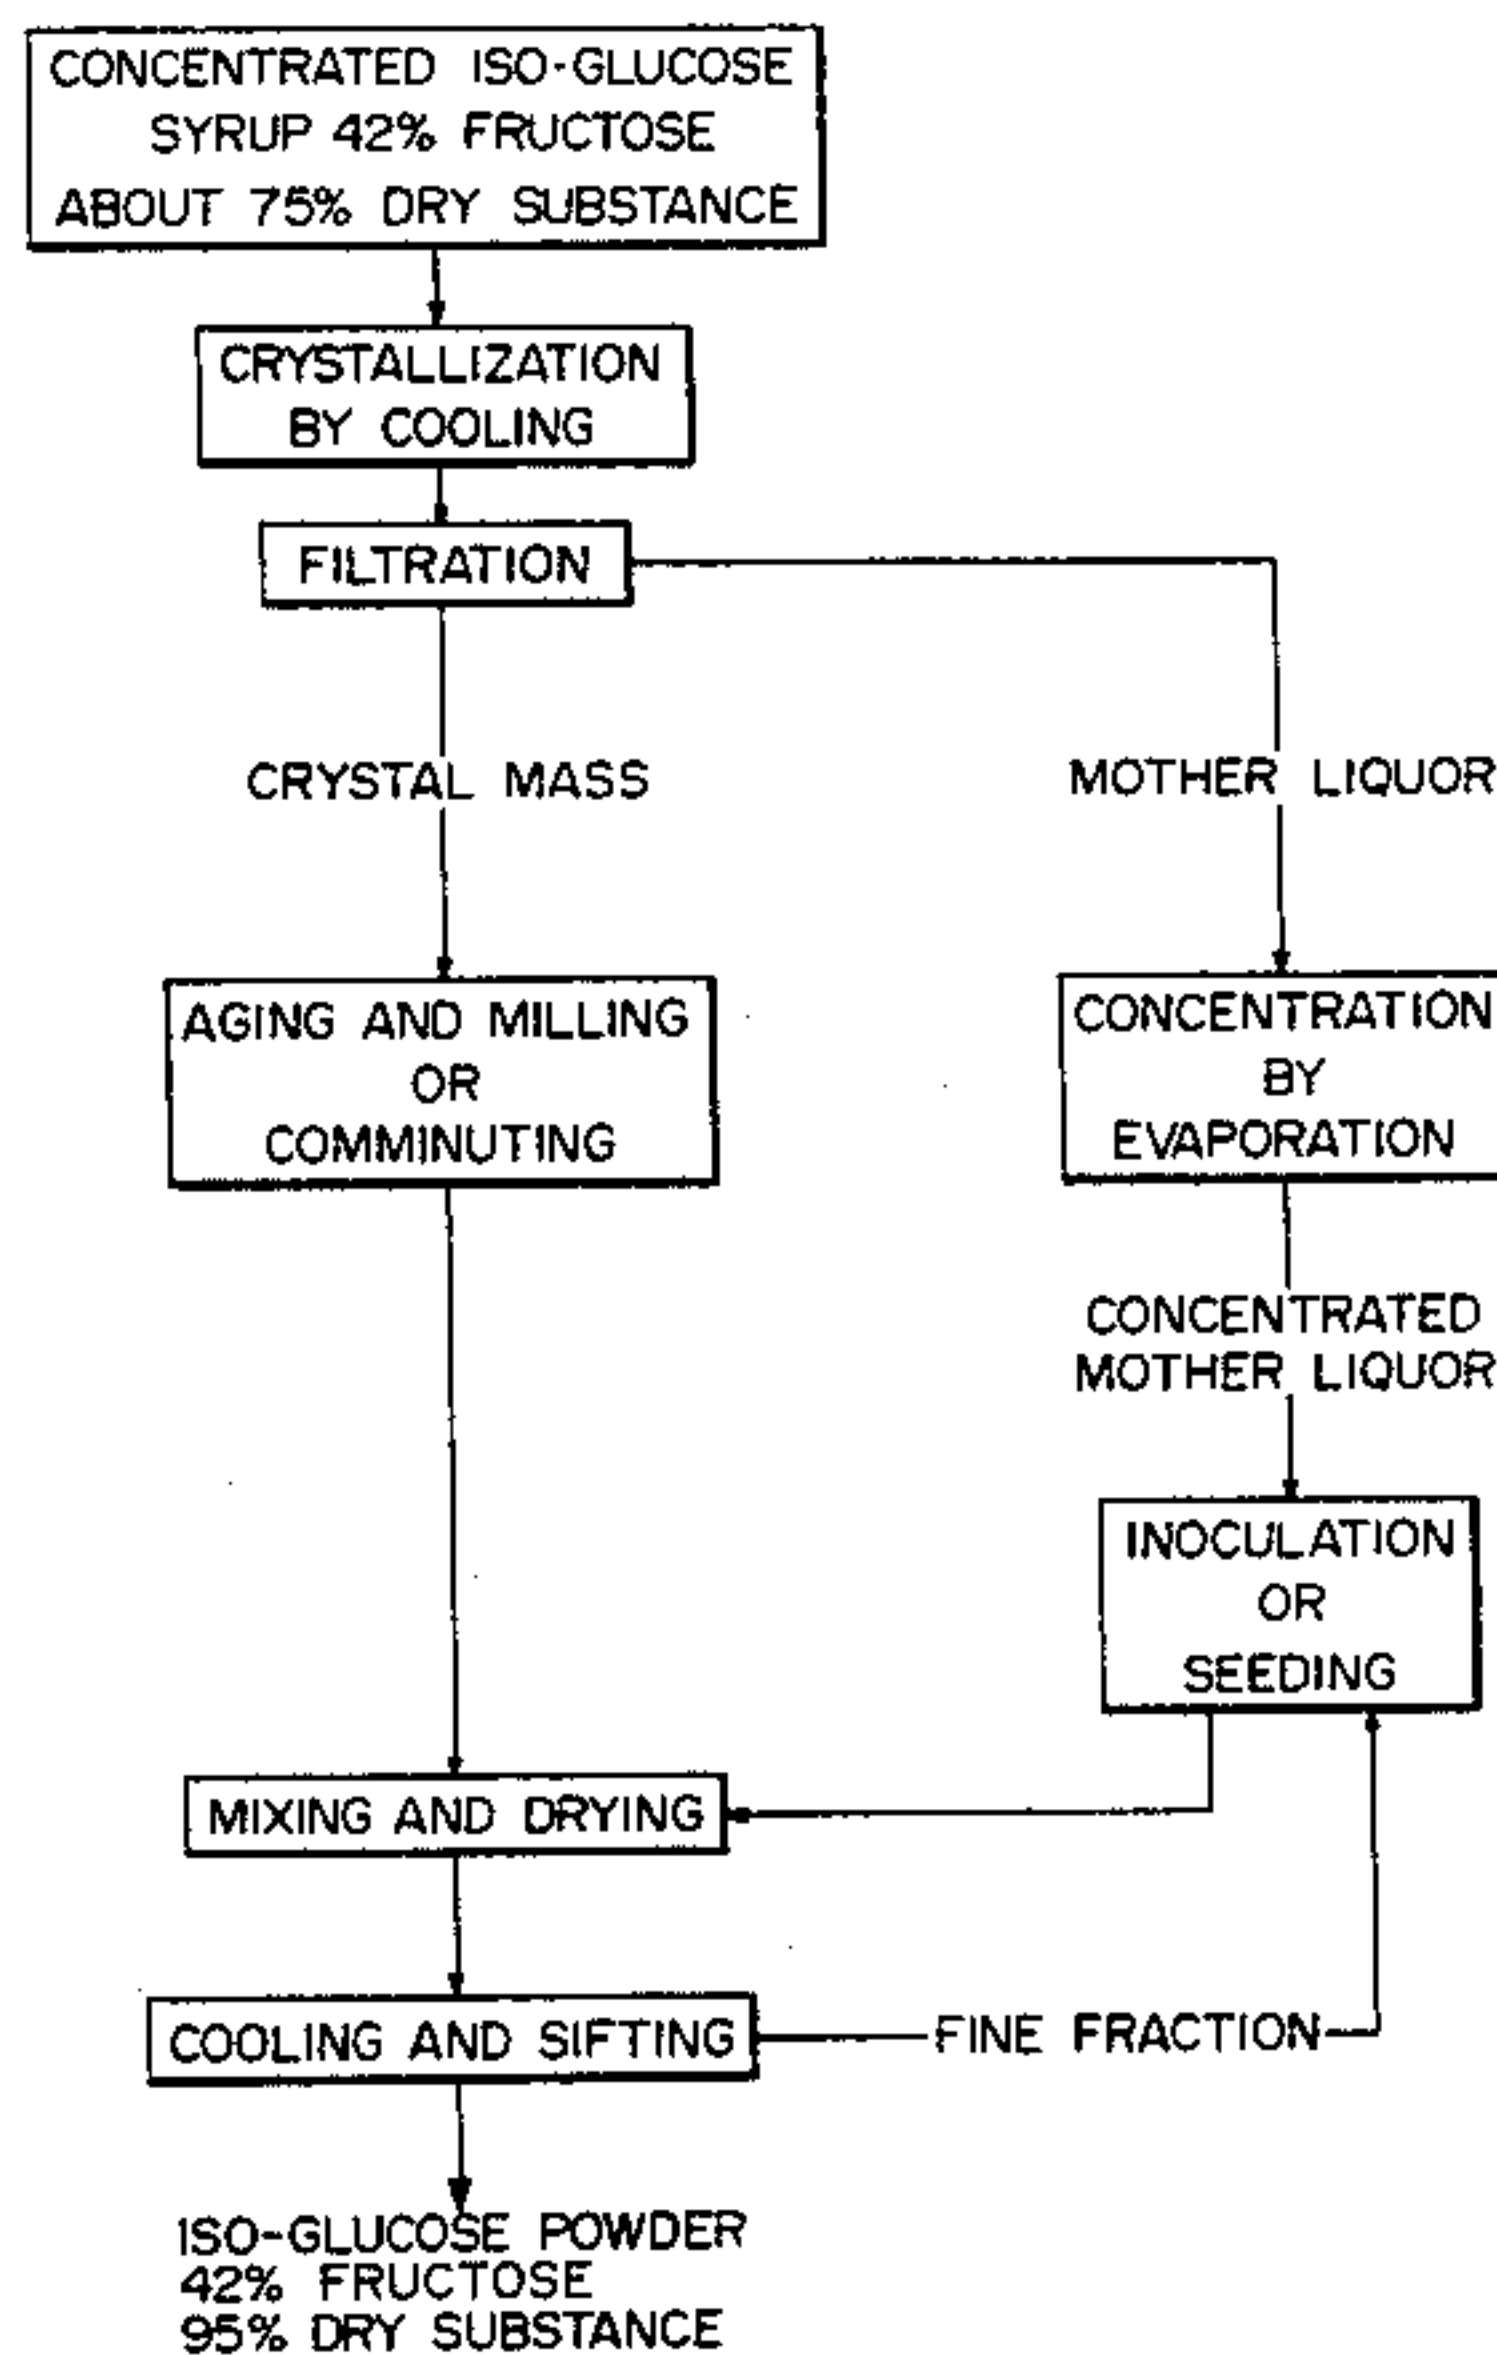 CONCENTRATED ISO-GLUCOSE
SYRUP 42% FRUCTOSE
ABOUT 75% DRY SUBSTANCE
CRYSTALLIZATION
BY COOLING
FILTRATION
CRYSTAL MASS
MOTHER LIQUOR
AGING AND MILLING
OR
COMMINUTING
CONCENTRATION
BY
EVAPORATION
CONCENTRATED
MOTHER LIQUOR
INOCULATION
OR
SEEDING
MIXING AND DRYING
COOLING AND SIFTING
FINE FRACTION
ISO-GLUCOSE POWDER
42% FRUCTOSE
95% DRY SUBSTANCE